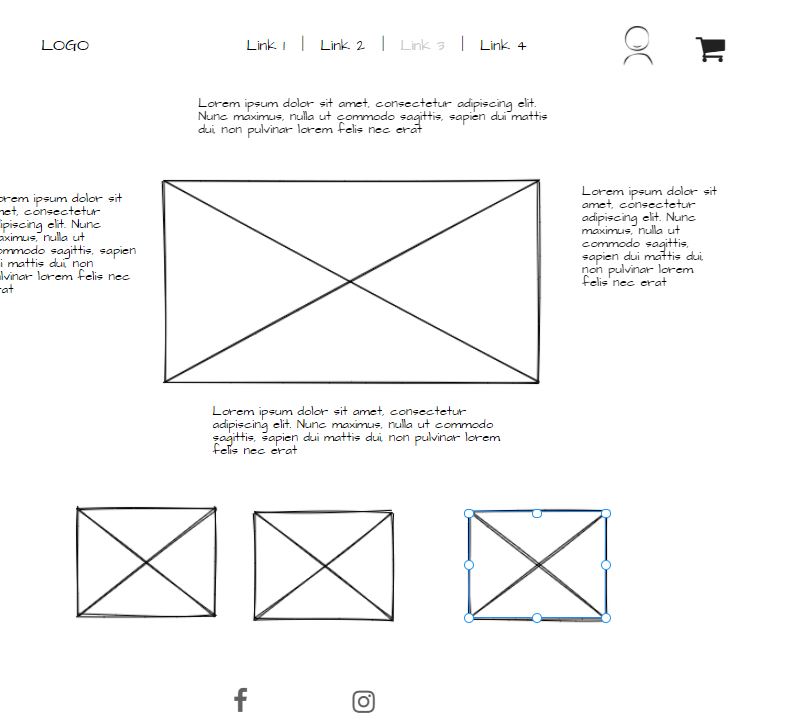 LOGO
Link 1
Link 2
Link 3
Link 4
Lorem ipsum dolor sit amet, consectetur adipiscing elit.
Nunc maximus, nulla ut commodo sagittis, sapien dui mattis
dui, non pulvinar lorem felis nec erat
orem ipsum dolor sit
met, consectetur
ipiscing elit. Nunc
aximus, nulla ut
ommodo sagittis, sapien
i mattis dui, non
lvinar lorem felis nec
rat
Lorem ipsum dolor sit
amet, consectetur
adipiscing elit. Nunc
maximus, nulla ut
commodo sagittis,
sapien dui mattis dui,
non pulvinar lorem
felis nec erat
Lorem ipsum dolor sit amet, consectetur
adipiscing elit. Nunc maximus, nulla ut commodo
sagittis, sapien dui mattis dui, non pulvinar lorem
felis nec erat